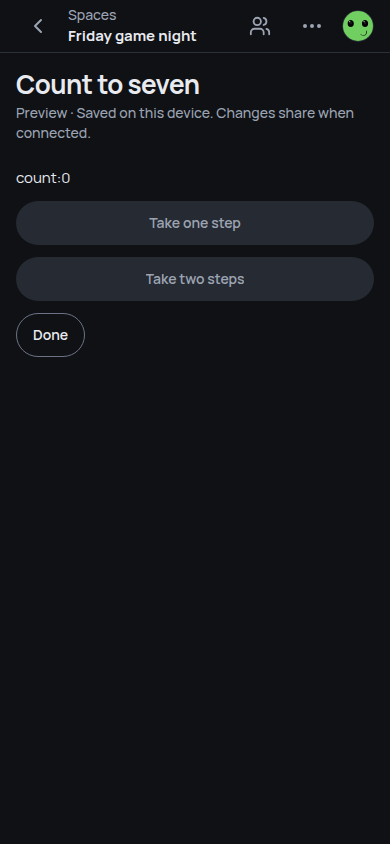 Spaces
Friday game night
Count to seven
Preview · Saved on this device. Changes share when
connected.
count:0
Take one step
Take two steps
Done